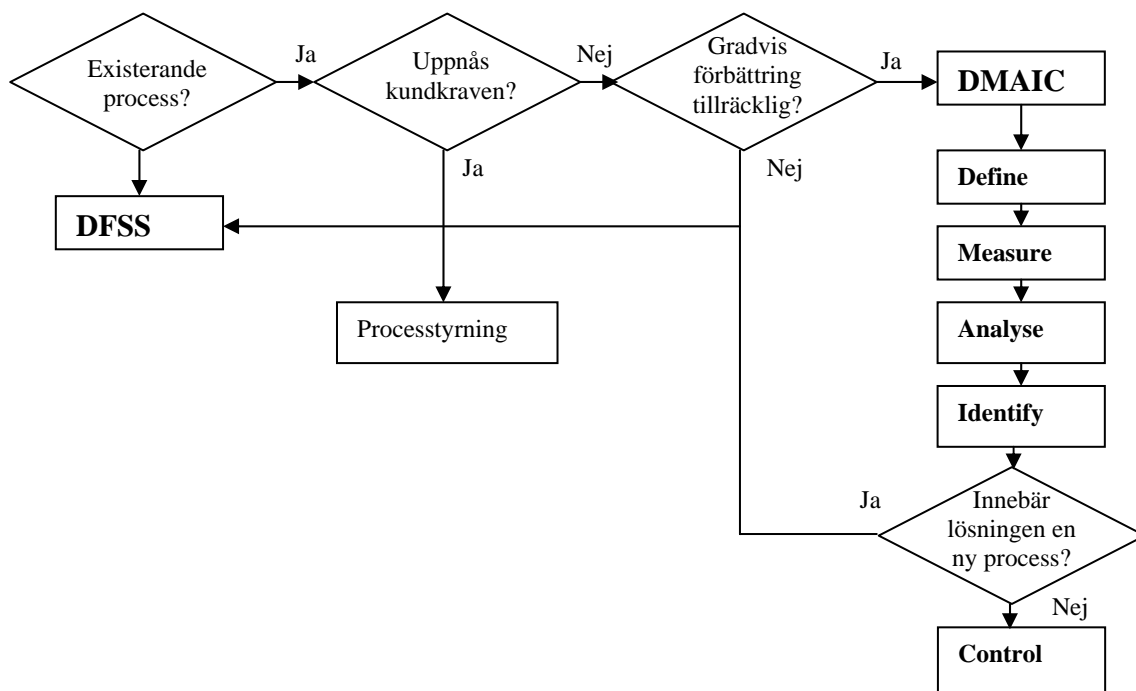 Existerande
process?
Ja
Uppnås
kundkraven?
Nej
Gradvis
förbättring
tillräcklig?
Ja
DMAIC
Ja
Nej
Define
DFSS
Measure
Processtyrning
Analyse
Identify
Ja
Innebär
lösningen en
ny process?
Nej
Control